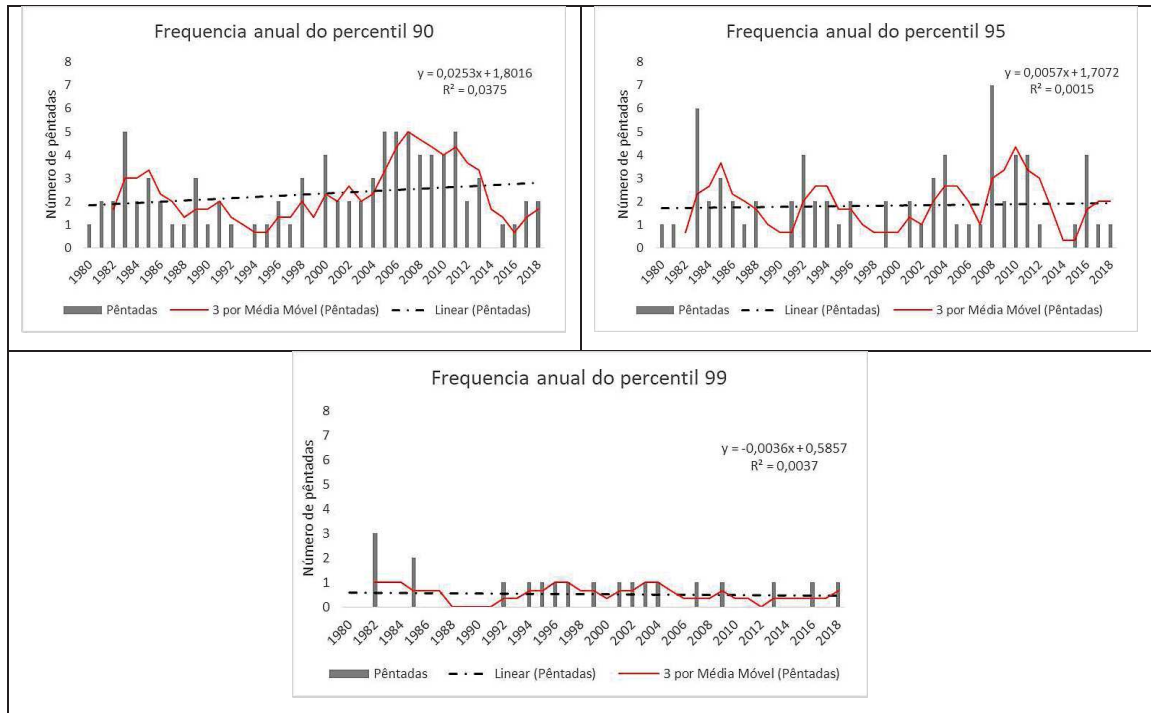 Frequencia anual do percentil 90
y = 0,0253x + 1,8016
R² = 0,0375
Número de pêntadas
8
7
6
5
4
3
2
1
0
1980 1982 1984 1986 1988 1990 1992 1994 1996 1998 2000 2002 2004 2006 2008 2010 2012 2014 2016 2018
Pêntadas 3 por Média Móvel (Pêntadas) Linear (Pêntadas)
Frequencia anual do percentil 95
y = 0,0057x + 1,7072
R² = 0,0015
Número de pêntadas
8
7
6
5
4
3
2
1
0
1980 1982 1984 1986 1988 1990 1992 1994 1996 1998 2000 2002 2004 2006 2008 2010 2012 2014 2016 2018
Pêntadas 3 por Média Móvel (Pêntadas) Linear (Pêntadas)
Frequencia anual do percentil 99
y = -0,0036x + 0,5857
R² = 0,0037
Número de pêntadas
8
7
6
5
4
3
2
1
0
1980 1982 1984 1986 1988 1990 1992 1994 1996 1998 2000 2002 2004 2006 2008 2010 2012 2014 2016 2018
Pêntadas Linear (Pêntadas) 3 por Média Móvel (Pêntadas)